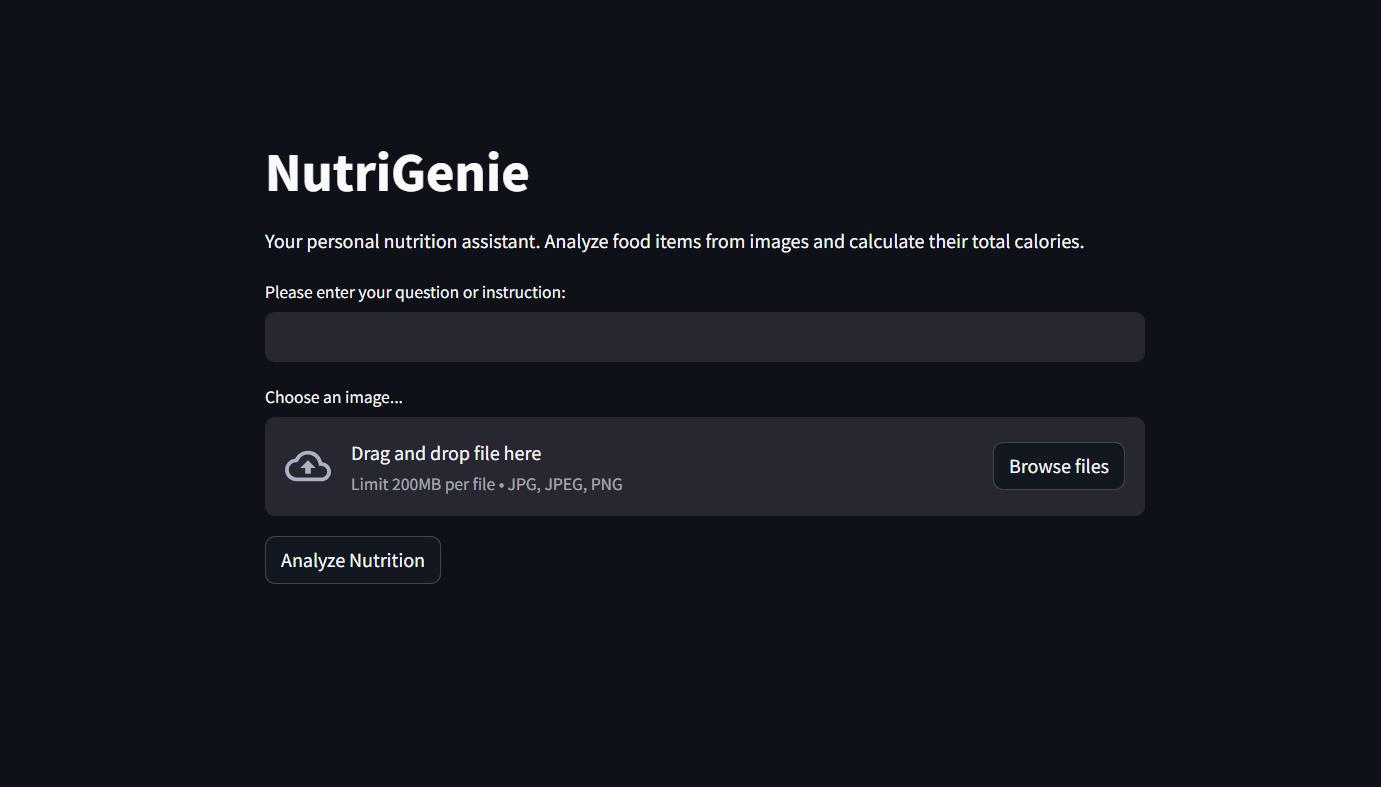 NutriGenie
Your personal nutrition assistant. Analyze food items from images and calculate their total calories.
Please enter your question or instruction:
Choose an image...
Drag and drop file here
Limit 200MB per file • JPG, JPEG, PNG
Browse files
Analyze Nutrition